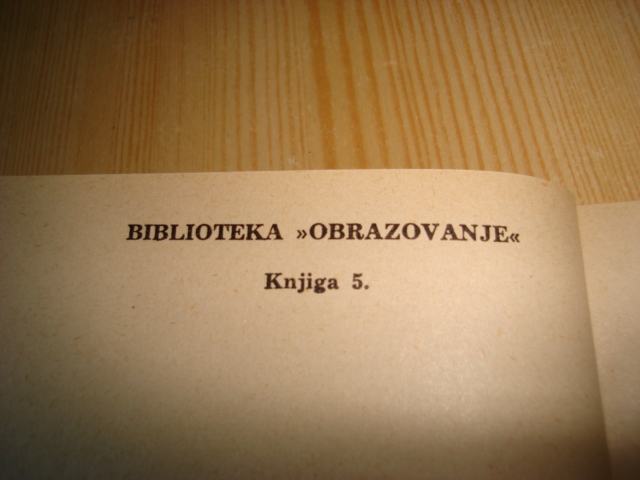 BIBLIOTEKA »OBRAZOVANJE«
Knjiga 5.